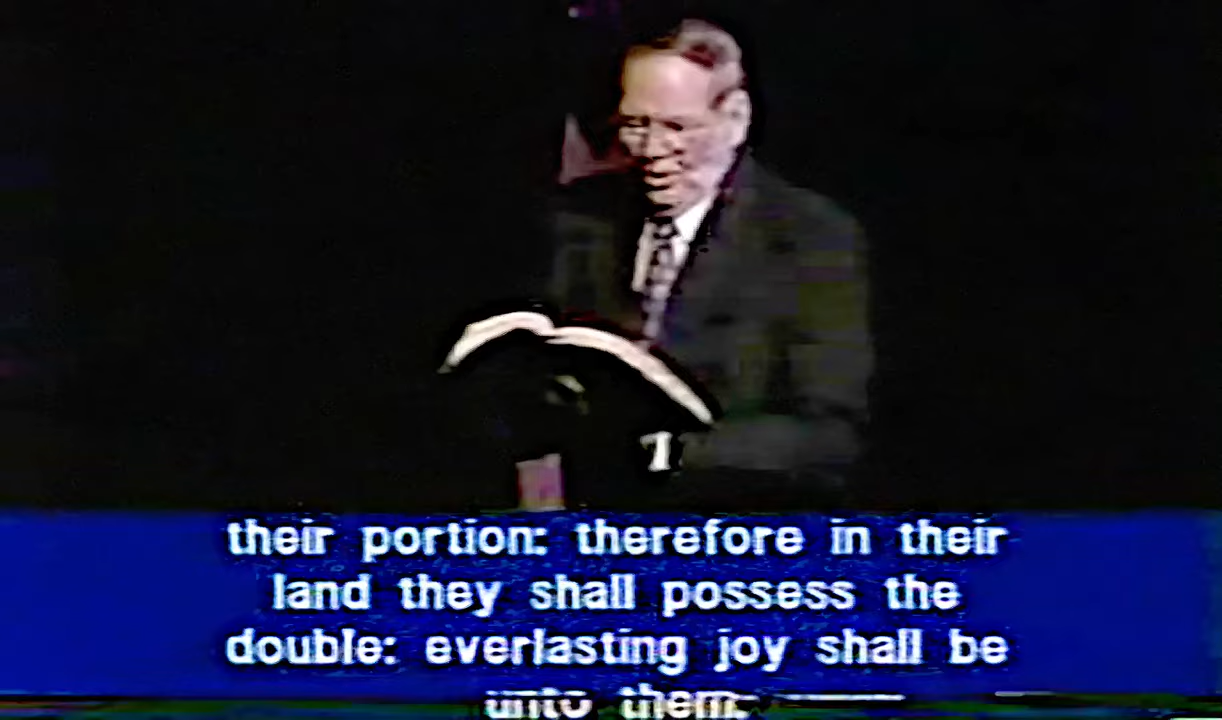 their portion: therefore in their
land they shall possess the
double: everlasting joy shall be
unto them.